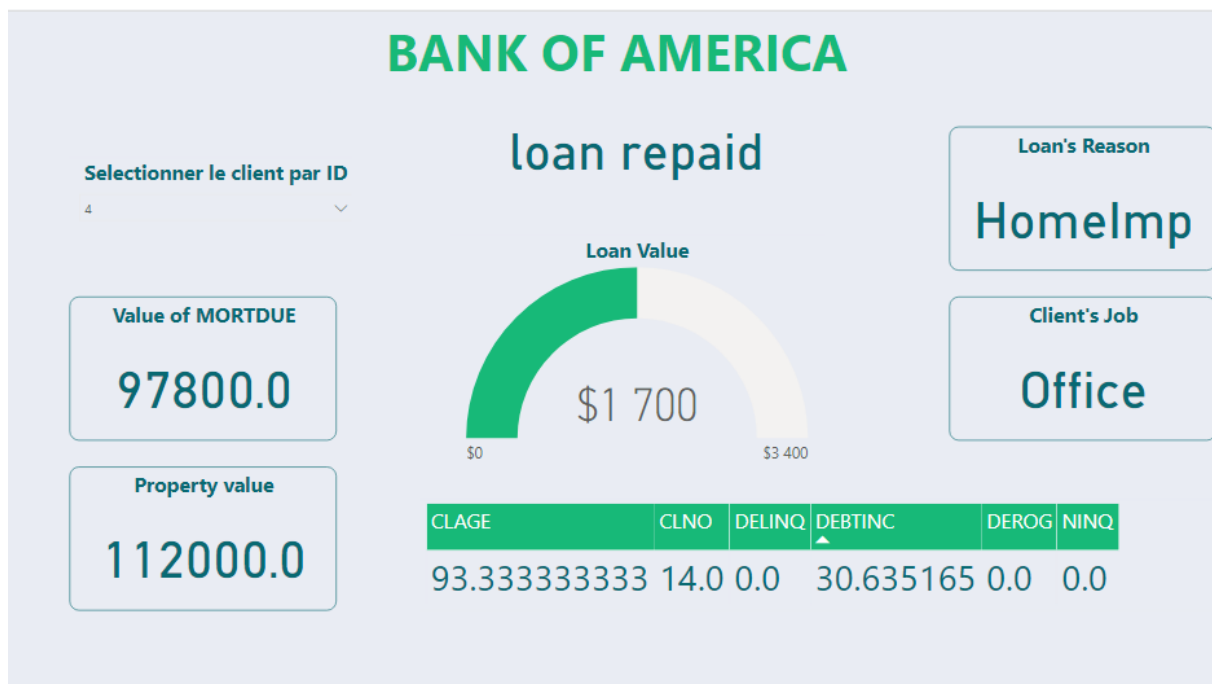 BANK OF AMERICA
loan repaid
Selectionner le client par ID
4
Loan's Reason
HomeImp
Loan Value
$1 700
$0
$3 400
Value of MORTDUE
97800.0
Client's Job
Office
Property value
112000.0
CLAGE CLNO DELINQ DEBTINC DEROG NINQ
93.333333333 14.0 0.0 30.635165 0.0 0.0